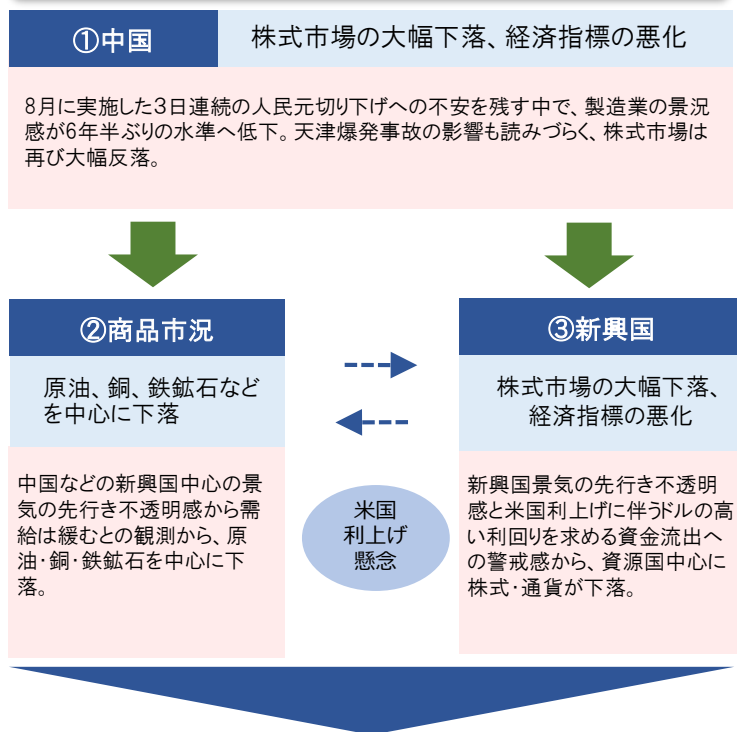 ①中国
株式市場の大幅下落、経済指標の悪化
8月に実施した3日連続の人民元切り下げへの不安を残す中で、製造業の景況
感が6年半ぶりの水準へ低下。天津爆発事故の影響も読みづらく、株式市場は
再び大幅反落。
②商品市況
原油、銅、鉄鉱石など
を中心に下落
中国などの新興国中心の景
気の先行き不透明感から需
給は緩むとの観測から、原
油・銅・鉄鉱石を中心に下
落。
米国
利上げ
懸念
③新興国
株式市場の大幅下落、
経済指標の悪化
新興国景気の先行き不透明
感と米国利上げに伴うドルの高
い利回りを求める資金流出へ
の警戒感から、資源国中心に
株式・通貨が下落。